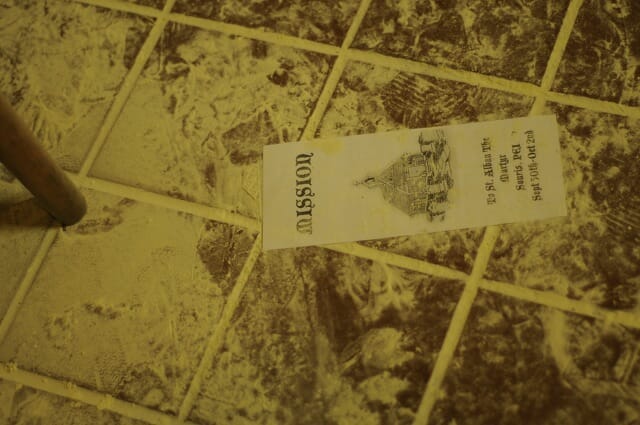 MISSION
To St. Alban The
Martyr
Souris, PEI
Sept 30th-Oct 2nd